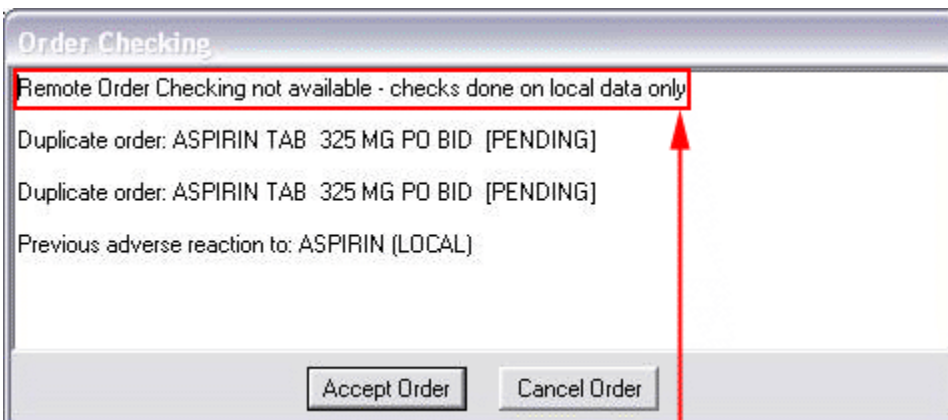 Order Checking
Remote Order Checking not available - checks done on local data only
Duplicate order: ASPIRIN TAB  325 MG PO BID  [PENDING]
Duplicate order: ASPIRIN TAB  325 MG PO BID  [PENDING]
Previous adverse reaction to: ASPIRIN (LOCAL)
Accept Order Cancel Order